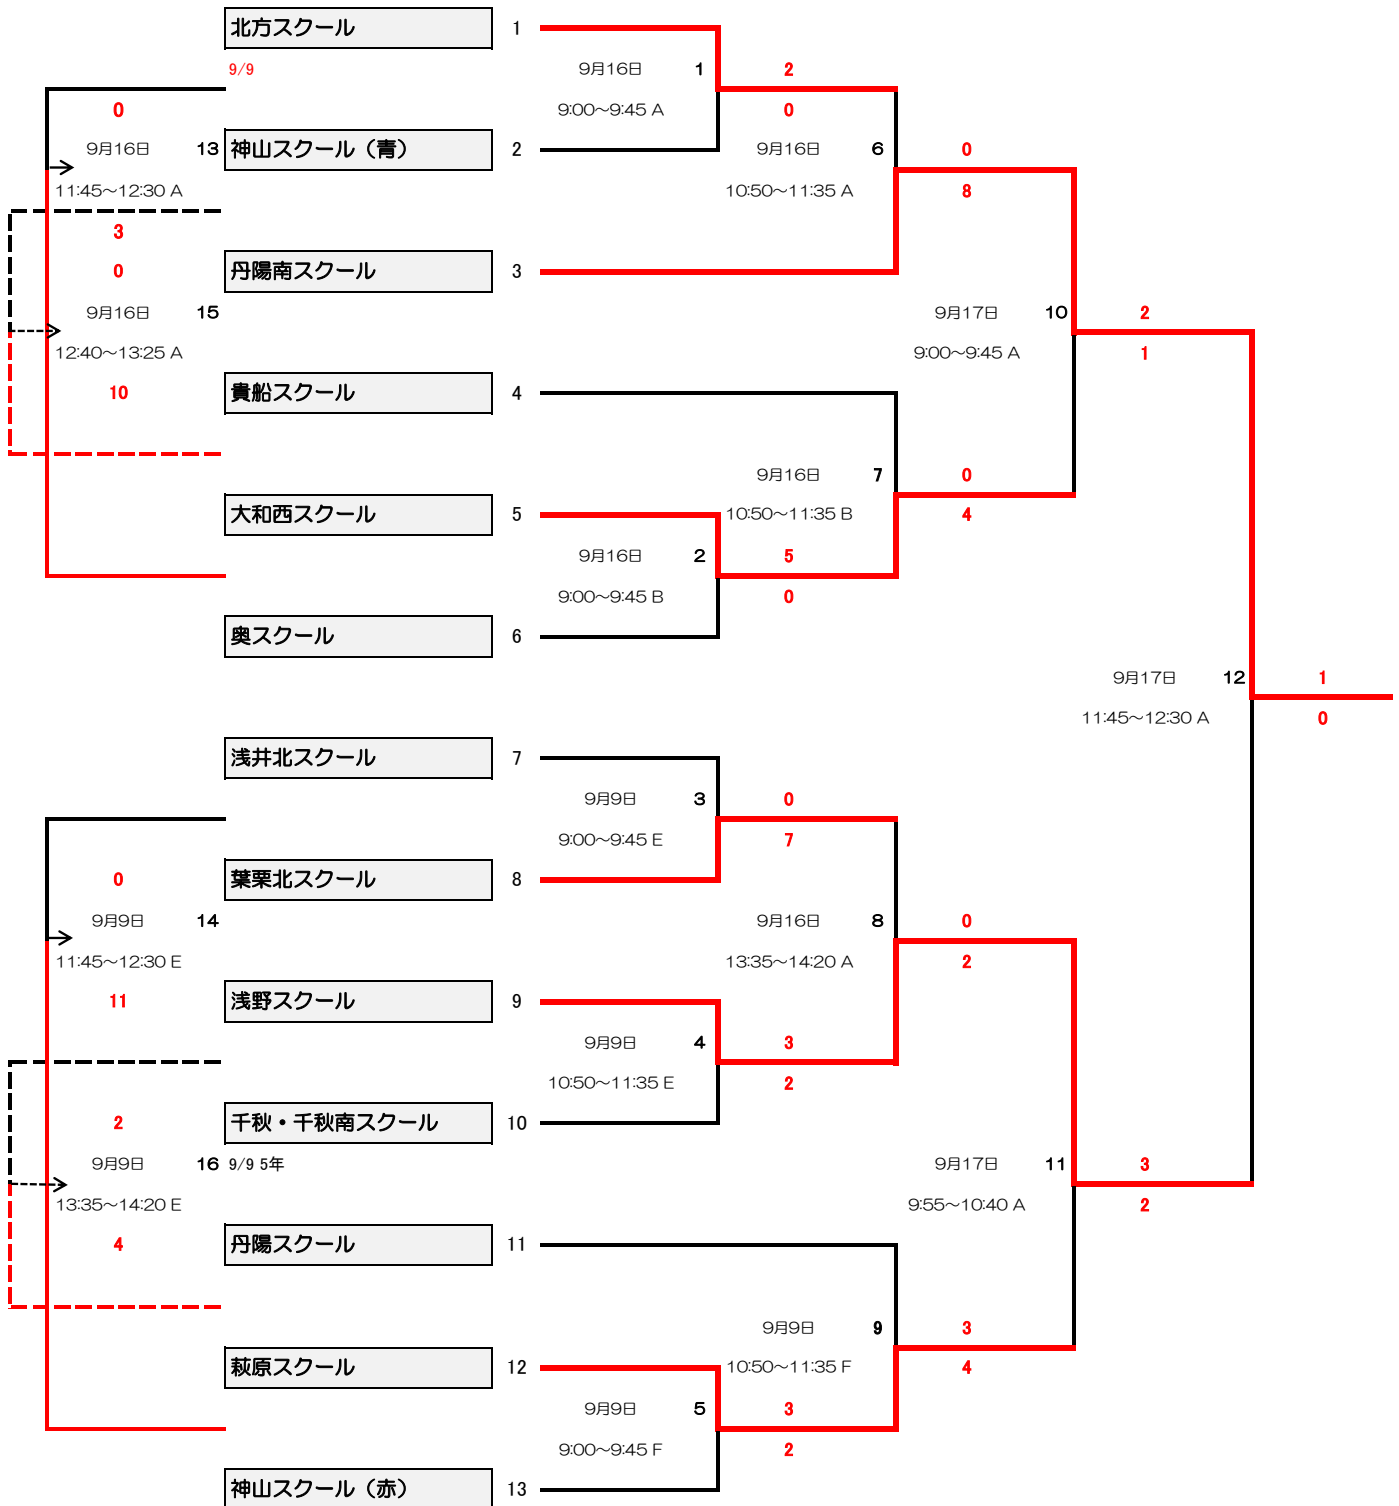 北方スクール 1
9/9 9月16日 1 2
0 9:00～9:45 A 0
9月16日 13 神山スクール（青） 2 9月16日 6 0
11:45～12:30 A 10:50～11:35 A 8
3
0 丹陽南スクール 3
9月16日 15 9月17日 10 2
12:40～13:25 A 9:00～9:45 A 1
10 貴船スクール 4
9月16日 7 0
大和西スクール 5 10:50～11:35 B 4
9月16日 2 5
9:00～9:45 B 0
奥スクール 6
9月17日 12 1
11:45～12:30 A 0
浅井北スクール 7
9月9日 3 0
9:00～9:45 E 7
0 葉栗北スクール 8
9月9日 14 9月16日 8 0
11:45～12:30 E 13:35～14:20 A 2
11 浅野スクール 9
9月9日 4 3
10:50～11:35 E 2
2 千秋・千秋南スクール 10
9月9日 16 9/9 5年 9月17日 11 3
13:35～14:20 E 9:55～10:40 A 2
4 丹陽スクール 11
9月9日 9 3
萩原スクール 12 10:50～11:35 F 4
9月9日 5 3
9:00～9:45 F 2
神山スクール（赤） 13